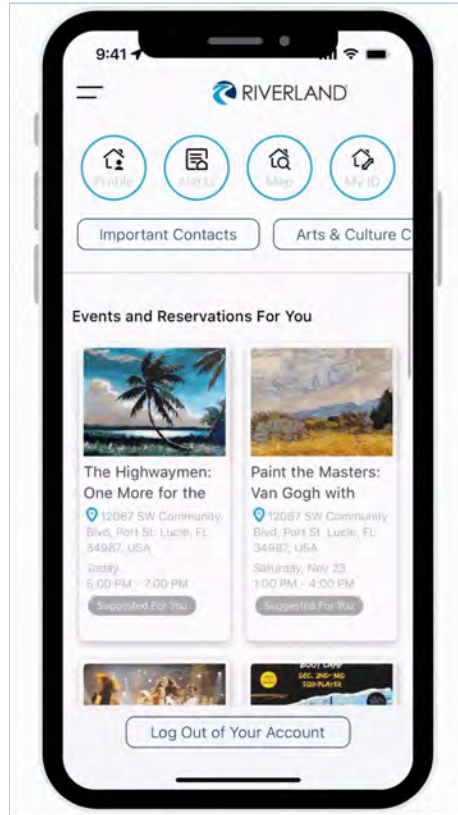 9:41
RIVERLAND
Profile
Alerts
Map
My ID
Important Contacts
Arts & Culture C
Events and Reservations For You
The Highwaymen:
One More for the
12067 SW Community
Blvd, Port St. Lucie, FL
34987, USA
Today
5:00 PM - 7:00 PM
Suggested For You
Paint the Masters:
Van Gogh with
12067 SW Community
Blvd, Port St. Lucie, FL
34987, USA
Saturday, Nov 23
1:00 PM - 4:00 PM
Suggested For You
BOOT CAMP
DEC. 2ND-3RD
Log Out of Your Account